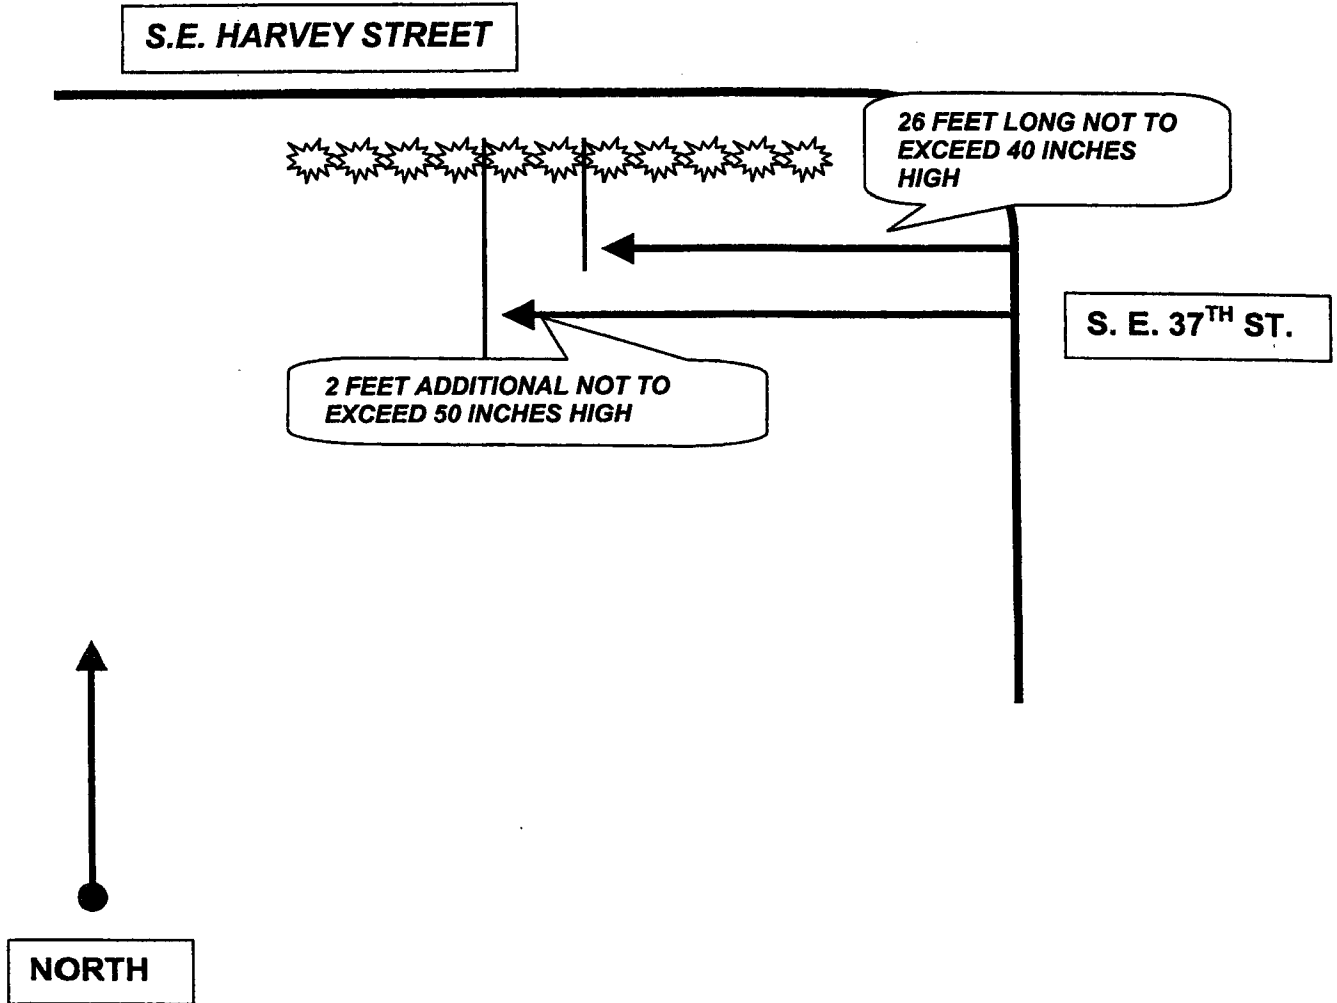 S.E. HARVEY STREET
26 FEET LONG NOT TO
EXCEED 40 INCHES
HIGH
S. E. 37TH ST.
2 FEET ADDITIONAL NOT TO
EXCEED 50 INCHES HIGH
NORTH